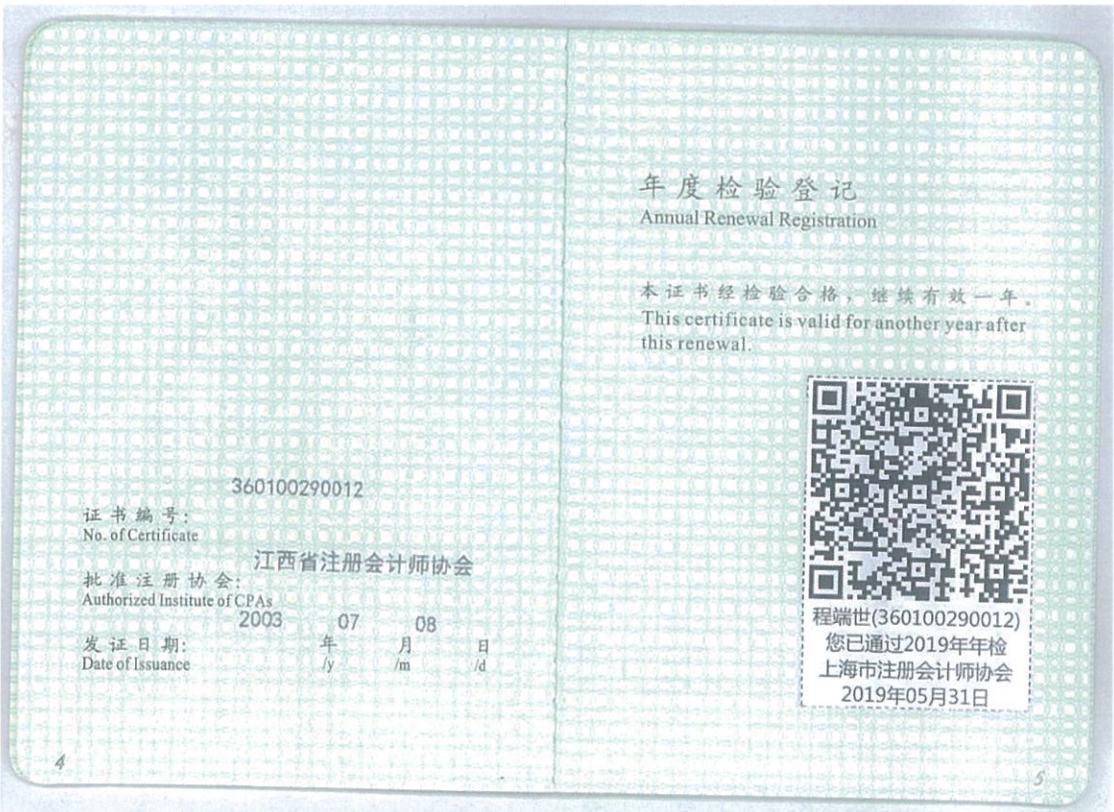 360100290012
证书编号:
No. of Certificate
江西省注册会计师协会
批准注册协会:
Authorized Institute of CPAs
2003 07 08
发证日期: 年 月 日
Date of Issuance /y /m /d
4
年度检验登记
Annual Renewal Registration
本证书经检验合格，继续有效一年。
This certificate is valid for another year after
this renewal.
程端世(360100290012)
您已通过2019年年检
上海市注册会计师协会
2019年05月31日
5